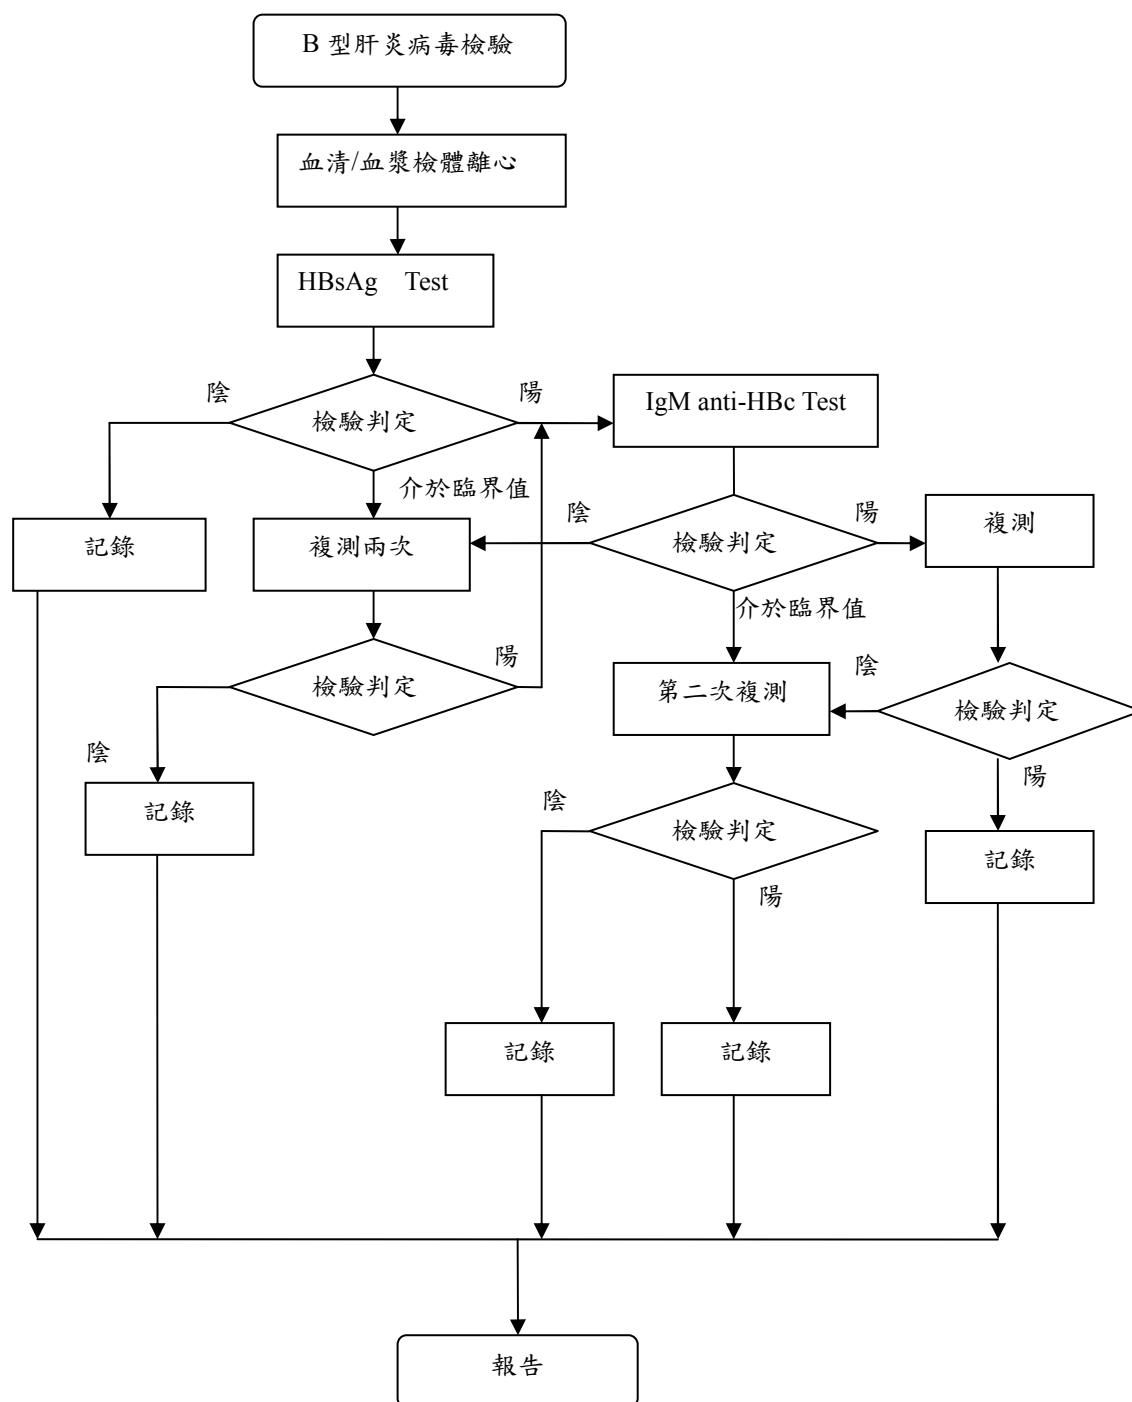 B 型肝炎病毒檢驗
血清/血漿檢體離心
HBsAg Test
陰
陽
檢驗判定
IgM anti-HBc Test
介於臨界值
記錄
複測兩次
陰
檢驗判定
陽
複測
介於臨界值
檢驗判定
陽
第二次複測
陰
檢驗判定
陰
記錄
陰
檢驗判定
陽
陽
記錄
記錄
記錄
報告